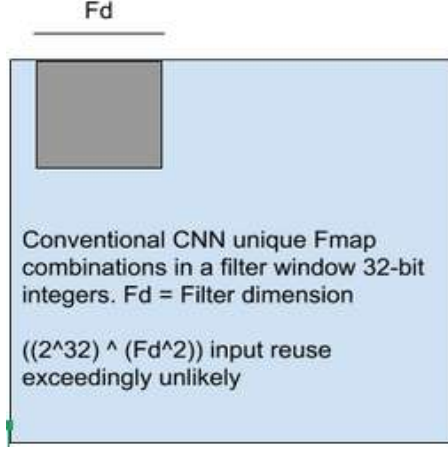 Fd
Conventional CNN unique Fmap
combinations in a filter window 32-bit
integers. Fd = Filter dimension
((2^32) ^ (Fd^2)) input reuse
exceedingly unlikely